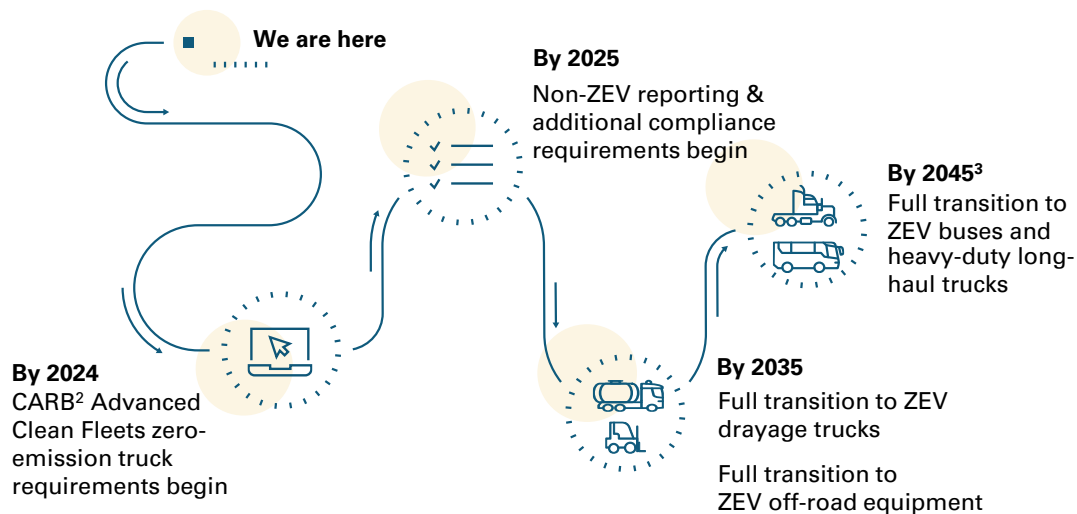 We are here
By 2024
CARB² Advanced
Clean Fleets zero-
emission truck
requirements begin
By 2025
Non-ZEV reporting &
additional compliance
requirements begin
By 2035
Full transition to ZEV
drayage trucks
Full transition to
ZEV off-road equipment
By 2045³
Full transition to
ZEV buses and
heavy-duty long-
haul trucks